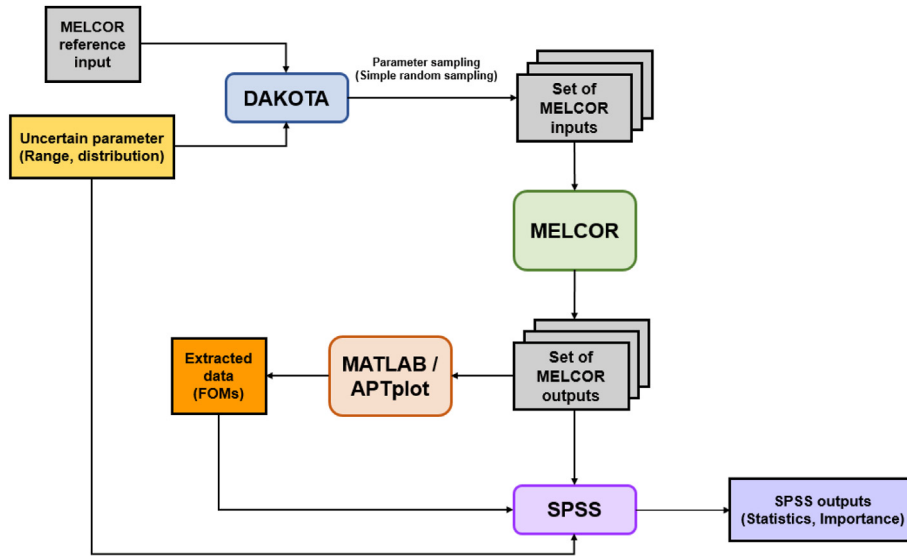 MELCOR
reference
input
DAKOTA
Parameter sampling
(Simple random sampling)
Set of
MELCOR
inputs
Uncertain parameter
(Range, distribution)
MELCOR
Extracted
data
(FOMs)
MATLAB /
APTplot
Set of
MELCOR
outputs
SPSS
SPSS outputs
(Statistics, Importance)